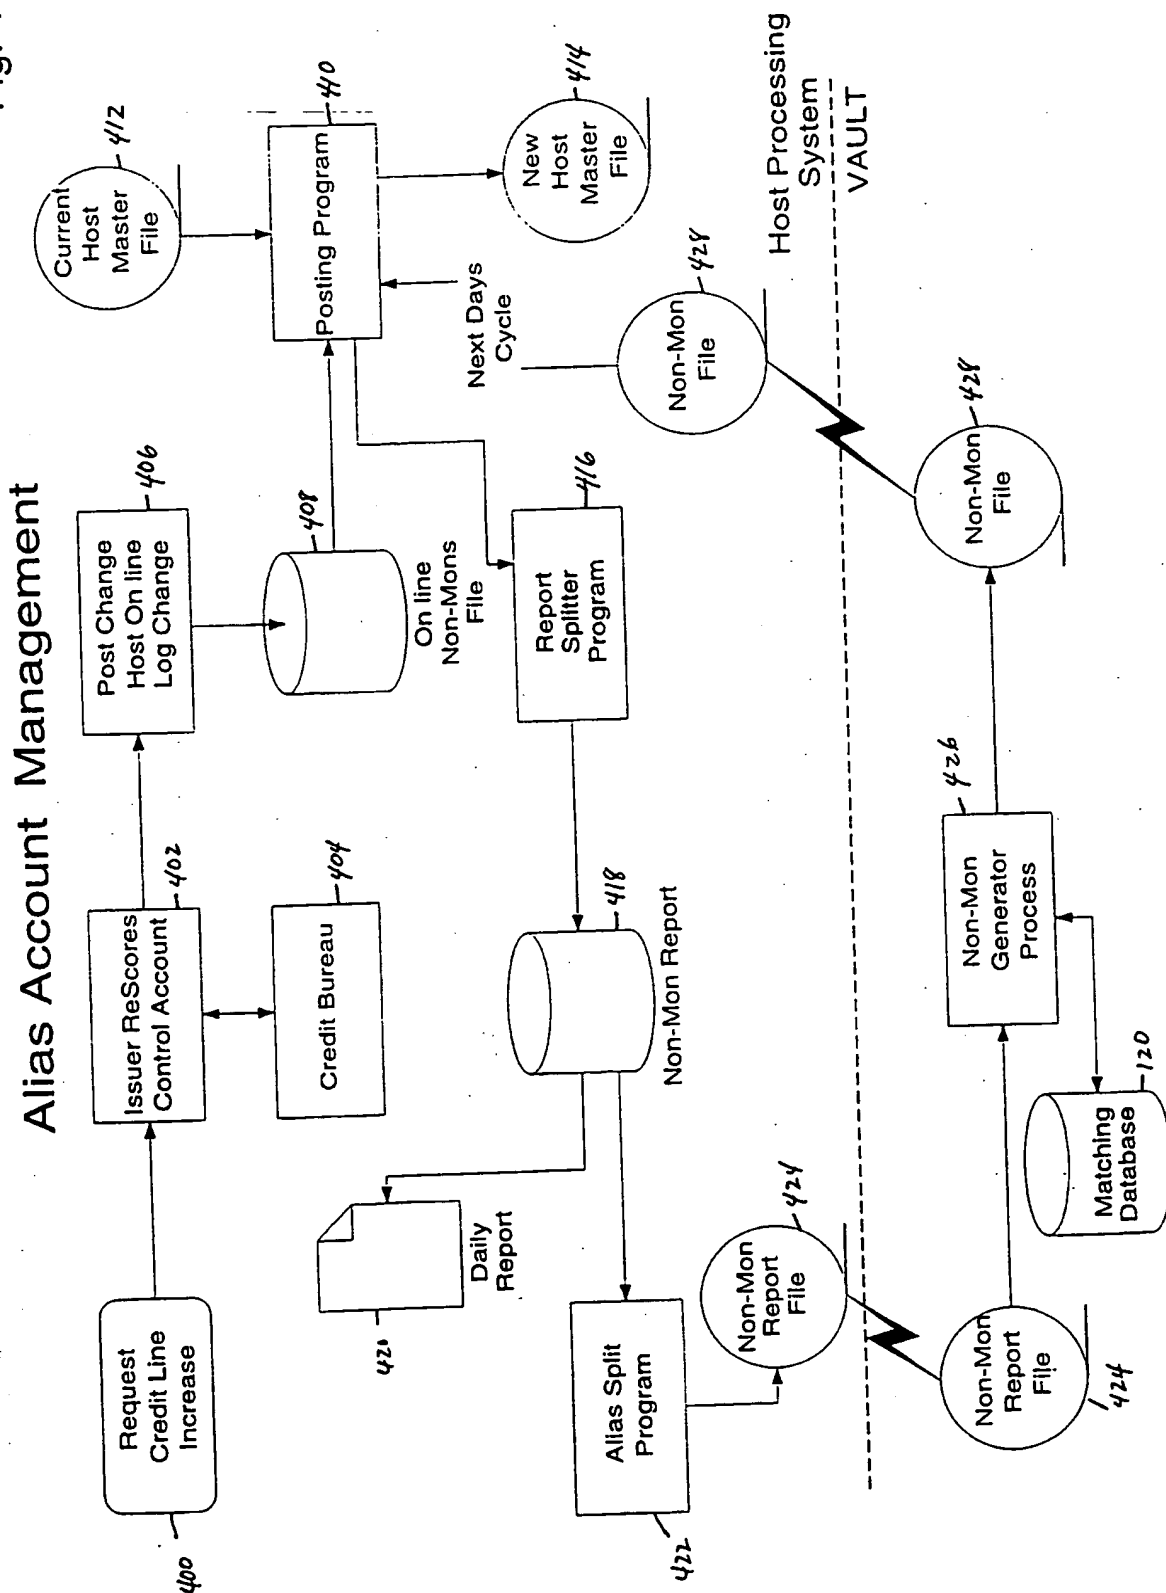 Alias Account Management
Request
Credit Line
Increase
400
Issuer ReScores
Control Account
402
Credit Bureau
404
Post Change
Host On line
Log Change
406
408
On line
Non-Mons
File
Current
Host
Master
File
412
Posting Program
410
New
Host
Master
File
414
Next Days
Cycle
Report
Splitter
Program
416
418
Non-Mon Report
Daily
Report
421
Alias Split
Program
422
Non-Mon
Report
File
424
Non-Mon
File
428
Host Processing
System
VAULT
Non-Mon
Report
File
424
Matching
Database
120
Non-Mon
Generator
Process
426
Non-Mon
File
428